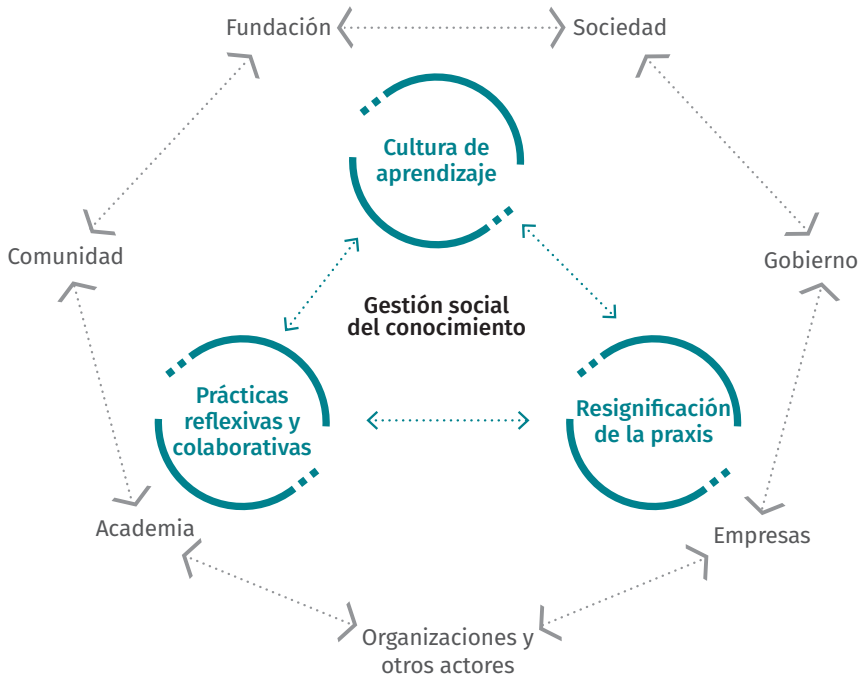 Fundación
Sociedad
Cultura de
aprendizaje
Comunidad
Gobierno
Gestión social
del conocimiento
Prácticas
reflexivas y
colaborativas
Resignificación
de la praxis
Academia
Empresas
Organizaciones y
otros actores